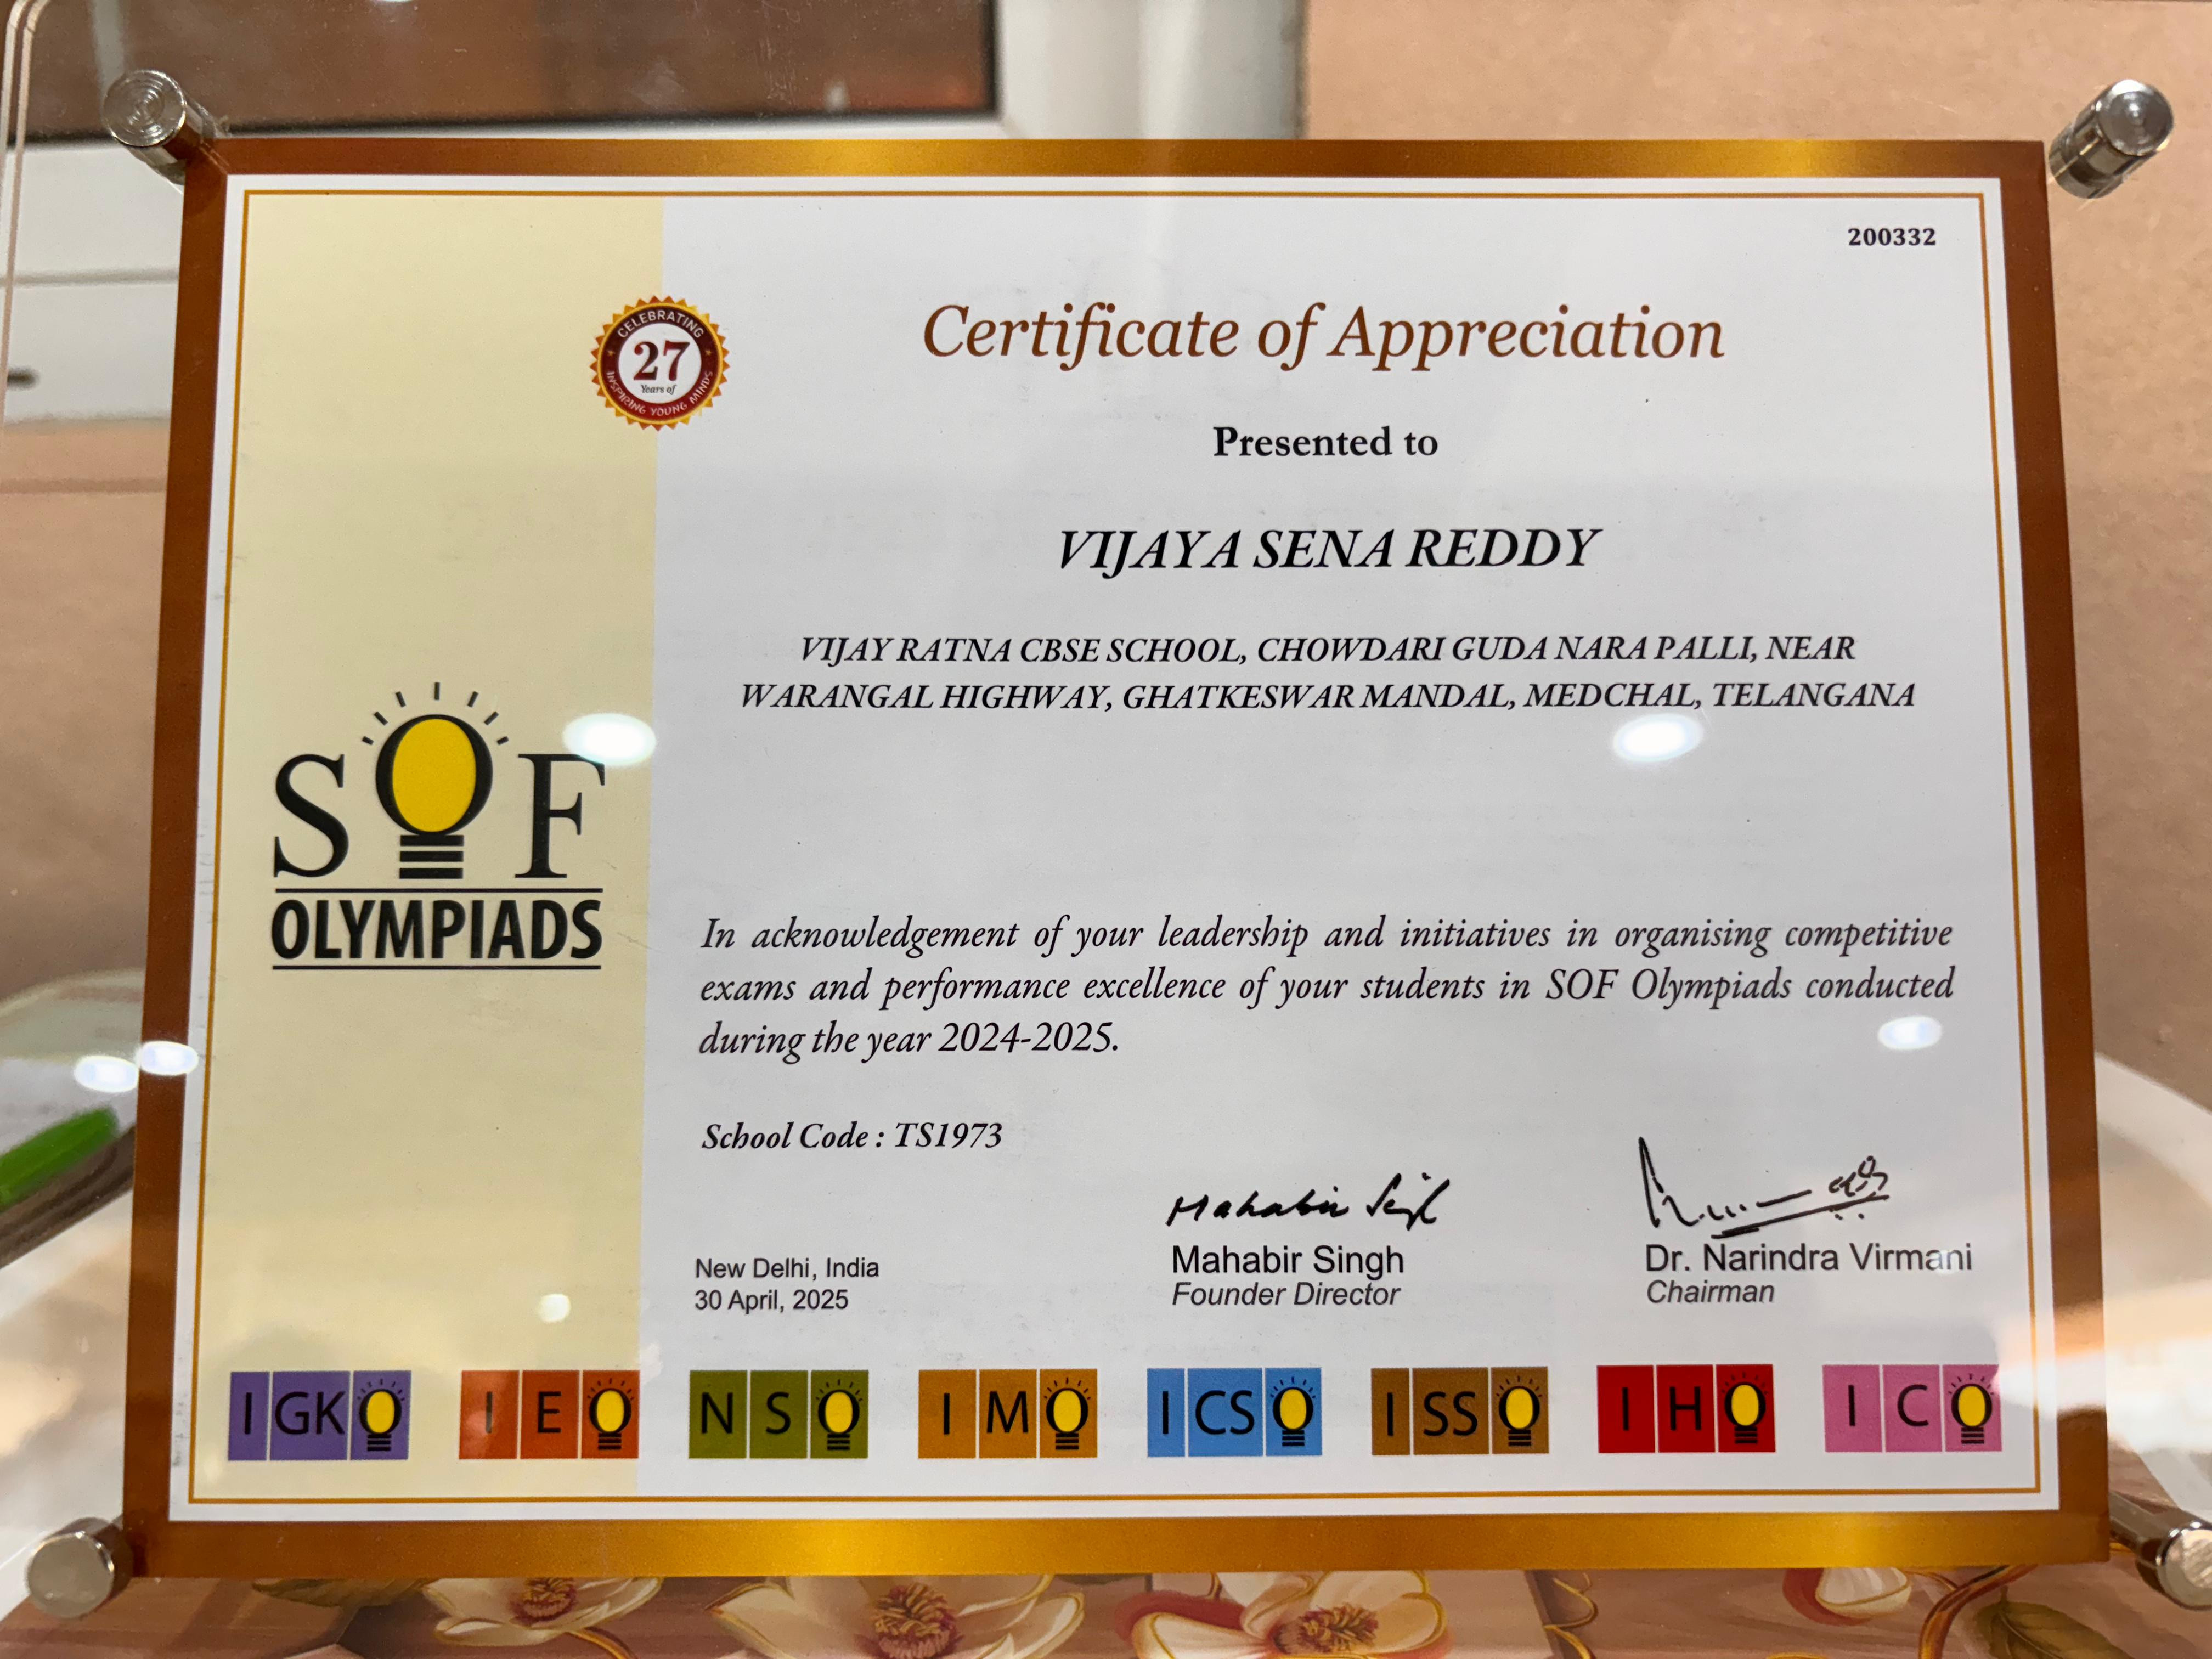 200332
CELEBRATING
27
Years of
INSPIRING YOUNG MINDS
Certificate of Appreciation
Presented to
VIJAYA SENA REDDY
VIJAY RATNA CBSE SCHOOL, CHOWDARI GUDA NARA PALLI, NEAR
WARANGAL HIGHWAY, GHATKESWAR MANDAL, MEDCHAL, TELANGANA
SOF
OLYMPIADS
In acknowledgement of your leadership and initiatives in organising competitive
exams and performance excellence of your students in SOF Olympiads conducted
during the year 2024-2025.
School Code : TS1973
Mahabir Singh
New Delhi, India
30 April, 2025
Mahabir Singh
Founder Director
Dr. Narindra Virmani
Chairman
IGKO IEO NSO IMO ICSO ISSO IHO ICO